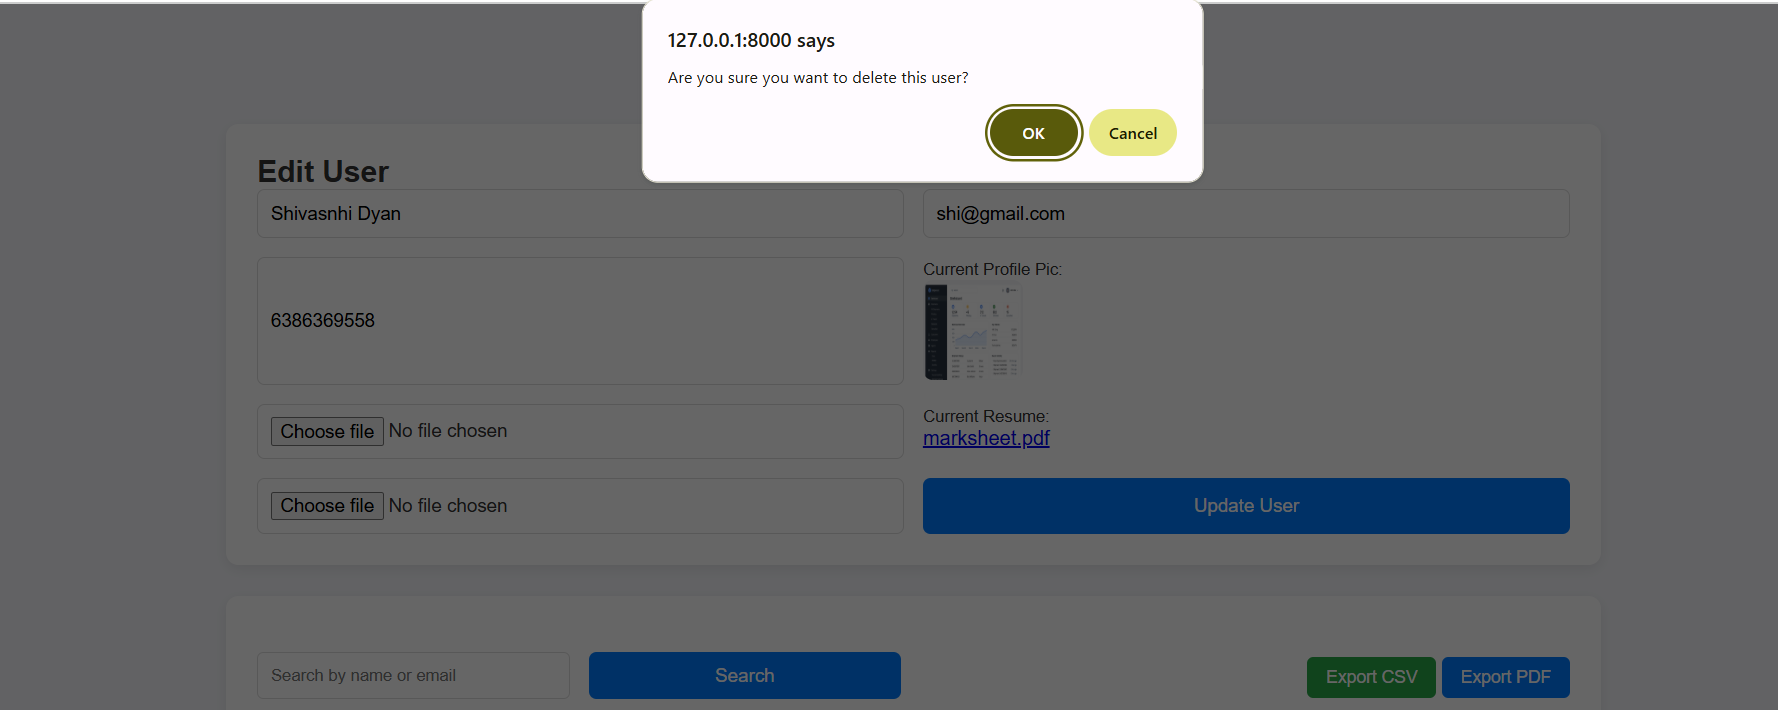 127.0.0.1:8000 says
Are you sure you want to delete this user?
OK
Cancel
Edit User
Shivasnhi Dyan
shi@gmail.com
6386369558
Current Profile Pic:
Choose file No file chosen
Current Resume:
marksheet.pdf
Choose file No file chosen
Update User
Search by name or email
Search
Export CSV
Export PDF